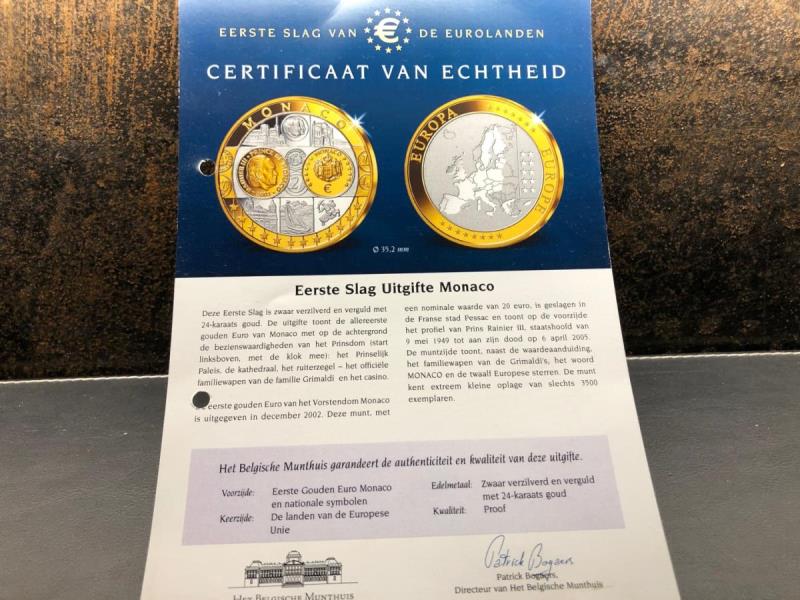 EERSTE SLAG VAN € DE EUROLANDEN
CERTIFICAAT VAN ECHTHEID
MONACO
€
EUROPA EUROPE
Ø 35,2 mm
Eerste Slag Uitgifte Monaco
Deze Eerste Slag is zwaar verzilverd en verguld met
24-karaats goud. De uitgifte toont de allereerste
gouden Euro van Monaco met op de achtergrond
de bezienswaardigheden van het Prinsdom (start
linksboven, met de klok mee): het Prinselijk
Paleis, de kathedraal, het ruiterzegel – het officiële
familiewapen van de familie Grimaldi en het casino.
eerste gouden Euro van het Vorstendom Monaco
is uitgegeven in december 2002. Deze munt, met
een nominale waarde van 20 euro, is geslagen in
de Franse stad Pessac en toont op de voorzijde
het profiel van Prins Rainier III, staatshoofd van
9 mei 1949 tot aan zijn dood op 6 april 2005.
De muntzijde toont, naast de waardeaanduiding,
het familiewapen van de Grimaldi's, het woord
MONACO en de twaalf Europese sterren. De munt
kent een extreem kleine oplage van slechts 3500
exemplaren.
Het Belgische Munthuis garandeert de authenticiteit en kwaliteit van deze uitgifte.
Voorzijde: Eerste Gouden Euro Monaco
en nationale symbolen
Keerzijde: De landen van de Europese
Unie
Edelmetaal: Zwaar verzilverd en verguld
met 24-karaats goud
Kwaliteit: Proof
HET BELGISCHE MUNTHUIS
Patrick Bogaers
Patrick Bogaers,
Directeur van Het Belgische Munthuis